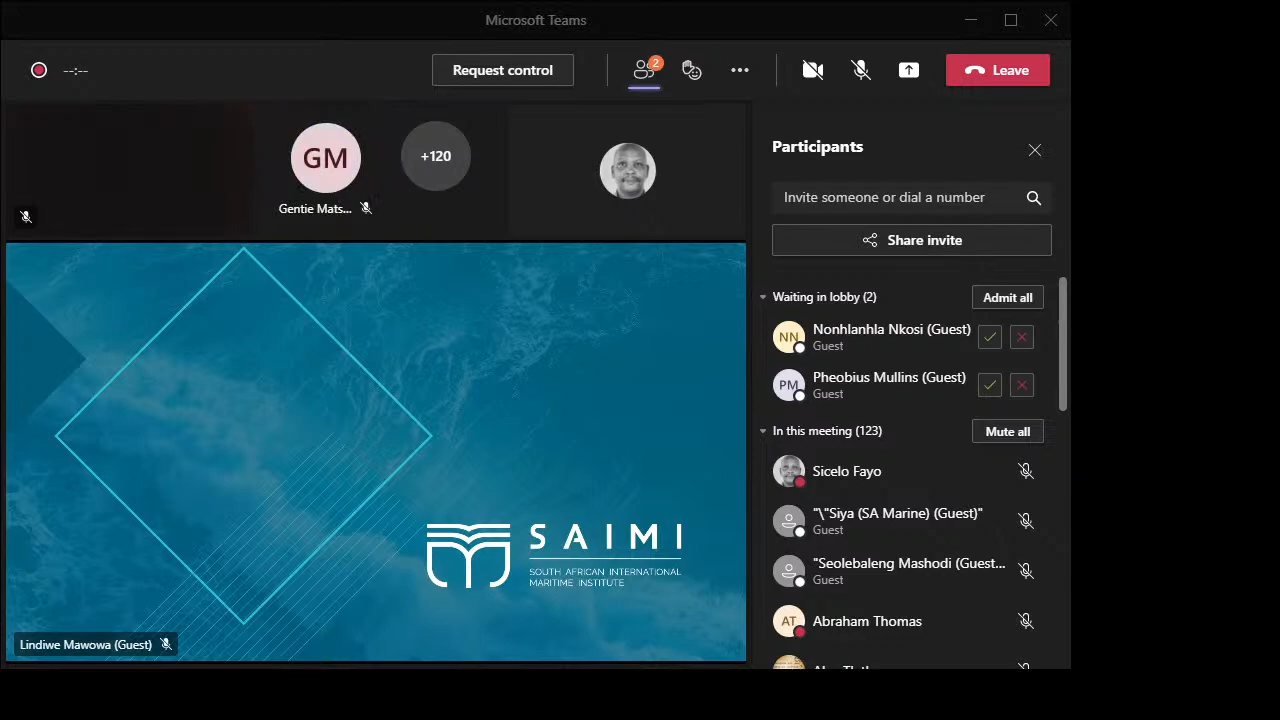 Microsoft Teams
--:--
Request control
2
Leave
GM
+120
Gentie Mats...
Participants
Invite someone or dial a number
Share invite
Waiting in lobby (2)
Admit all
NN
Nonhlanhla Nkosi (Guest)
Guest
PM
Pheobius Mullins (Guest)
Guest
In this meeting (123)
Mute all
Sicelo Fayo
"\"Siya (SA Marine) (Guest)"
Guest
"Seolebaleng Mashodi (Guest...
Guest
AT
Abraham Thomas
SAIMI
SOUTH AFRICAN INTERNATIONAL
MARITIME INSTITUTE
Lindiwe Mawowa (Guest)